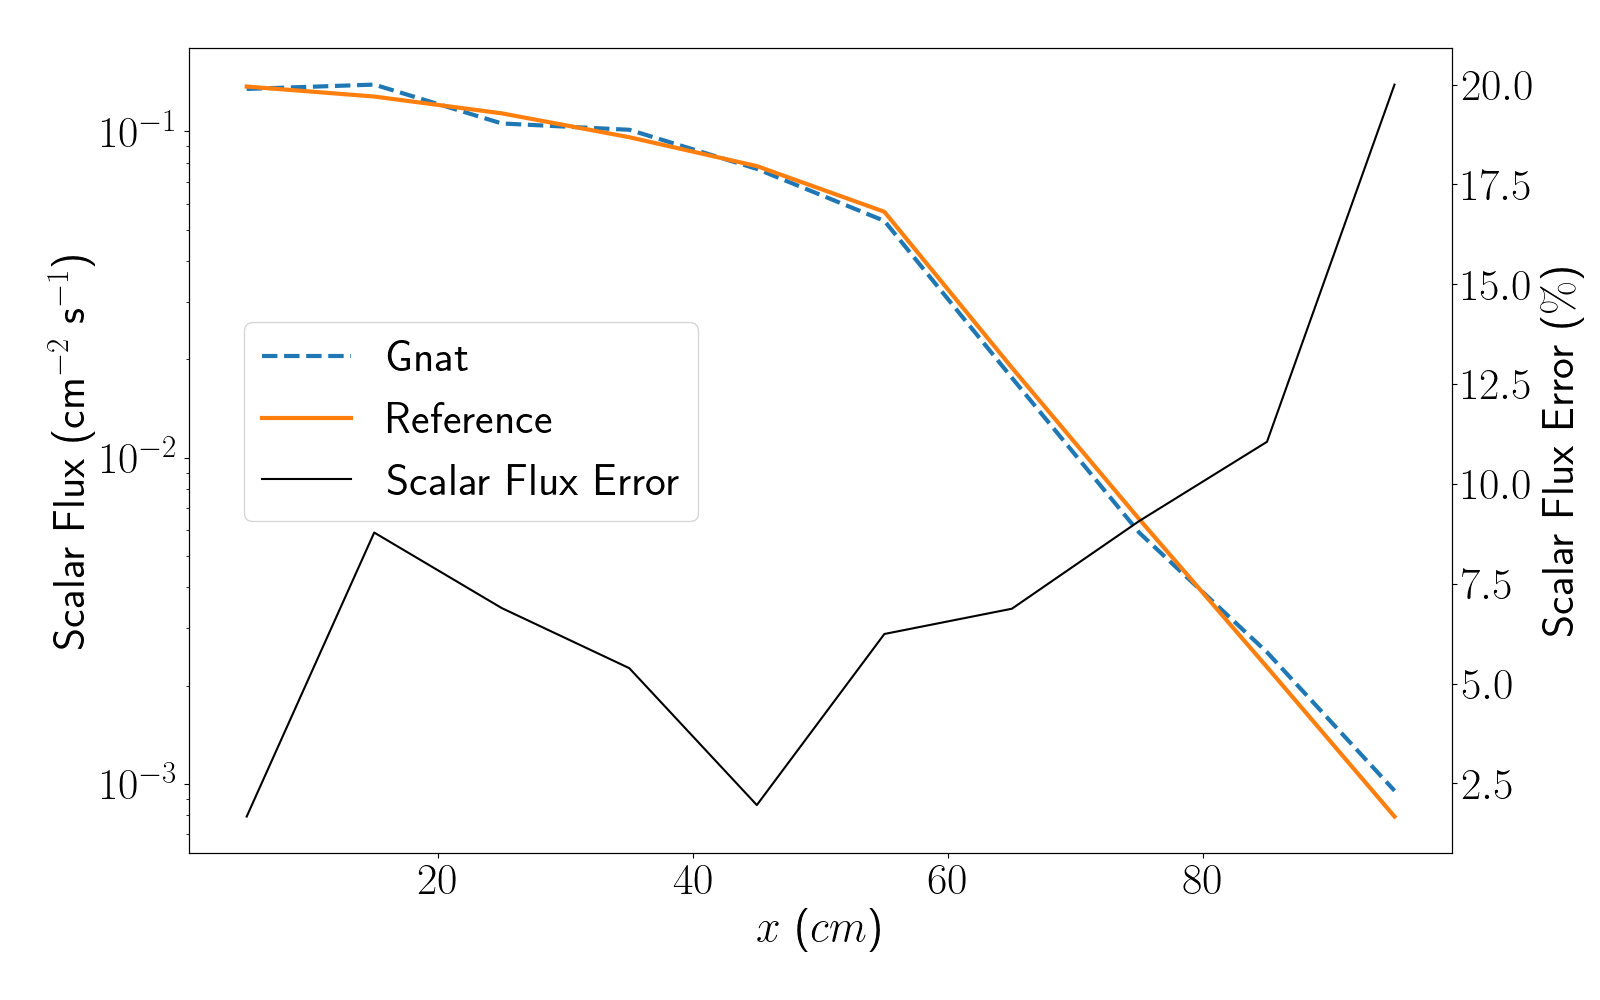 Scalar Flux (cm⁻² s⁻¹)
10⁻¹
10⁻²
10⁻³
Gnat
Reference
Scalar Flux Error
20.0
17.5
15.0
12.5
10.0
7.5
5.0
2.5
Scalar Flux Error (%)
20 40 60 80
x (cm)